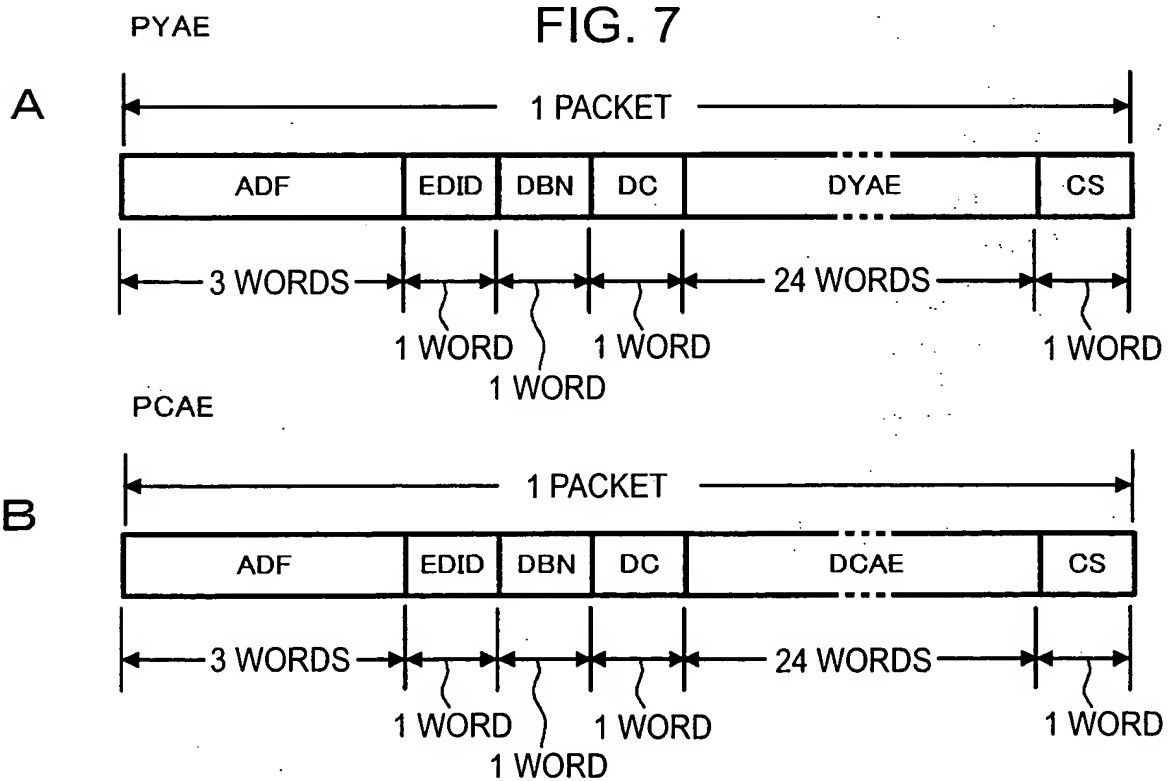 PYAE
FIG. 7
A
1 PACKET
ADF EDID DBN DC DYAE CS
3 WORDS 24 WORDS
1 WORD 1 WORD 1 WORD
1 WORD
PCAE
B
1 PACKET
ADF EDID DBN DC DCAE CS
3 WORDS 24 WORDS
1 WORD 1 WORD 1 WORD
1 WORD